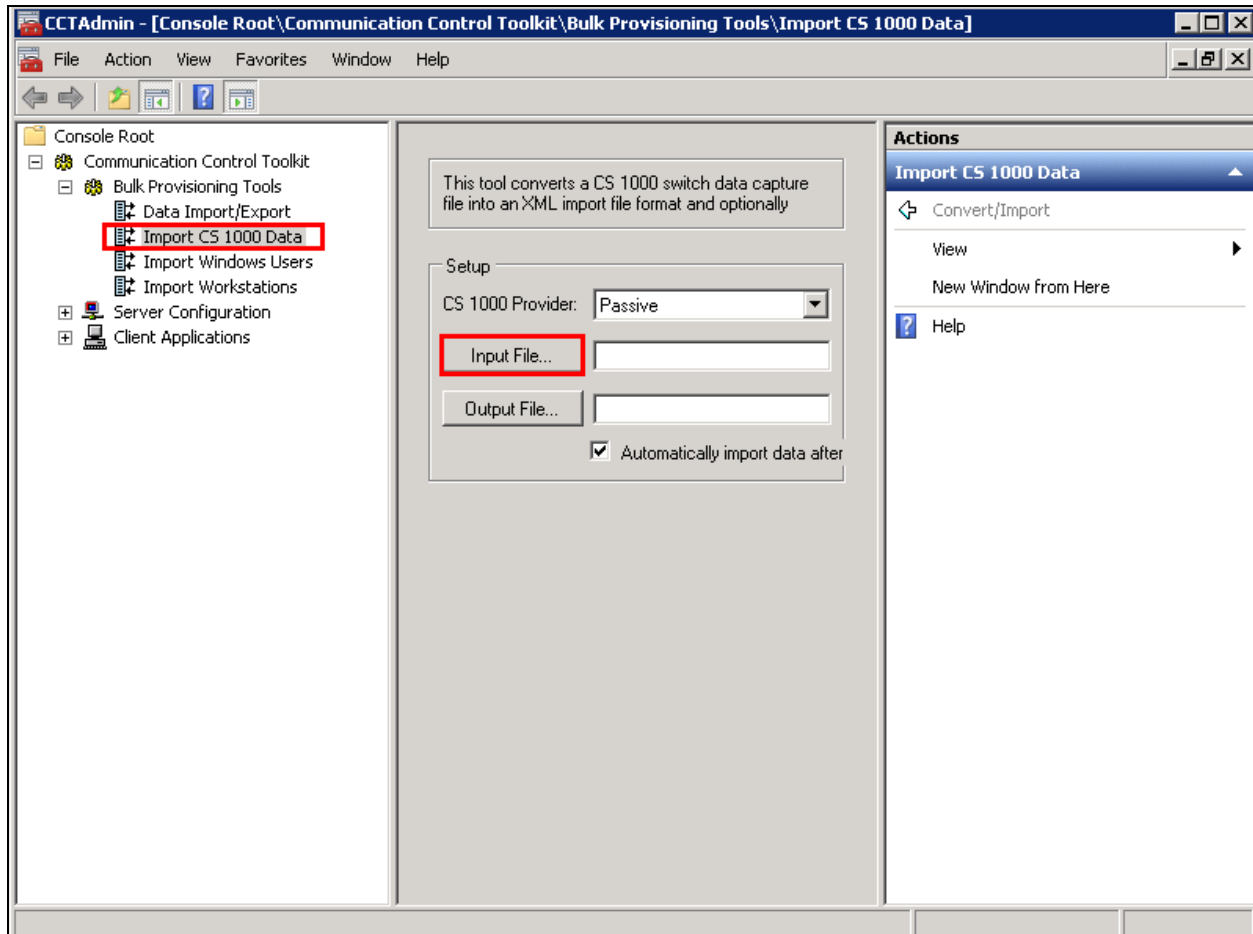 CCTAdmin - [Console Root\Communication Control Toolkit\Bulk Provisioning Tools\Import CS 1000 Data]
File Action View Favorites Window Help
Console Root
Communication Control Toolkit
Bulk Provisioning Tools
Data Import/Export
Import CS 1000 Data
Import Windows Users
Import Workstations
Server Configuration
Client Applications
This tool converts a CS 1000 switch data capture
file into an XML import file format and optionally
Setup
CS 1000 Provider: Passive
Input File...
Output File...
Automatically import data after
Actions
Import CS 1000 Data
Convert/Import
View
New Window from Here
Help